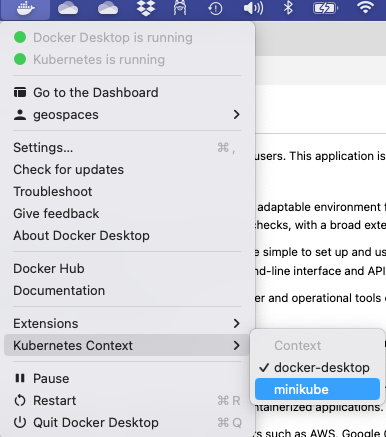 Docker Desktop is running
Kubernetes is running
Go to the Dashboard
geospaces
Settings... ⌘ ,
Check for updates
Troubleshoot
Give feedback
About Docker Desktop
Docker Hub
Documentation
Extensions
Kubernetes Context
Pause
Restart ⌘ R
Quit Docker Desktop ⌘ Q
Context
✓ docker-desktop
minikube
users. This application is
adaptable environment
checks, with a broad
simple to set up and
line interface and API
er and operational tools
ntainerized applications.
such as AWS, Google